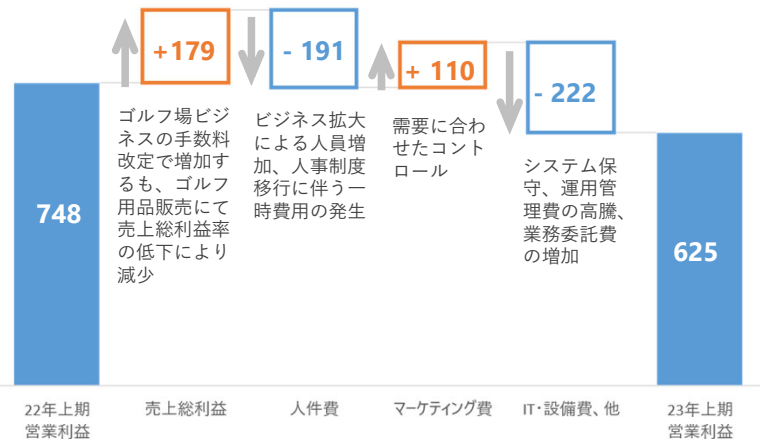 +179
- 191
+ 110
- 222
ゴルフ場ビジ
ネスの手数料
改定で増加す
るも、ゴルフ
用品販売にて
売上総利益率
の低下により
減少
ビジネス拡大
による人員増
加、人事制度
移行に伴う一
時費用の発生
需要に合わ
せたコント
ロール
システム保
守、運用管
理費の高騰、
業務委託費
の増加
748
625
22年上期
営業利益
売上総利益
人件費
マーケティング費
IT・設備費、他
23年上期
営業利益